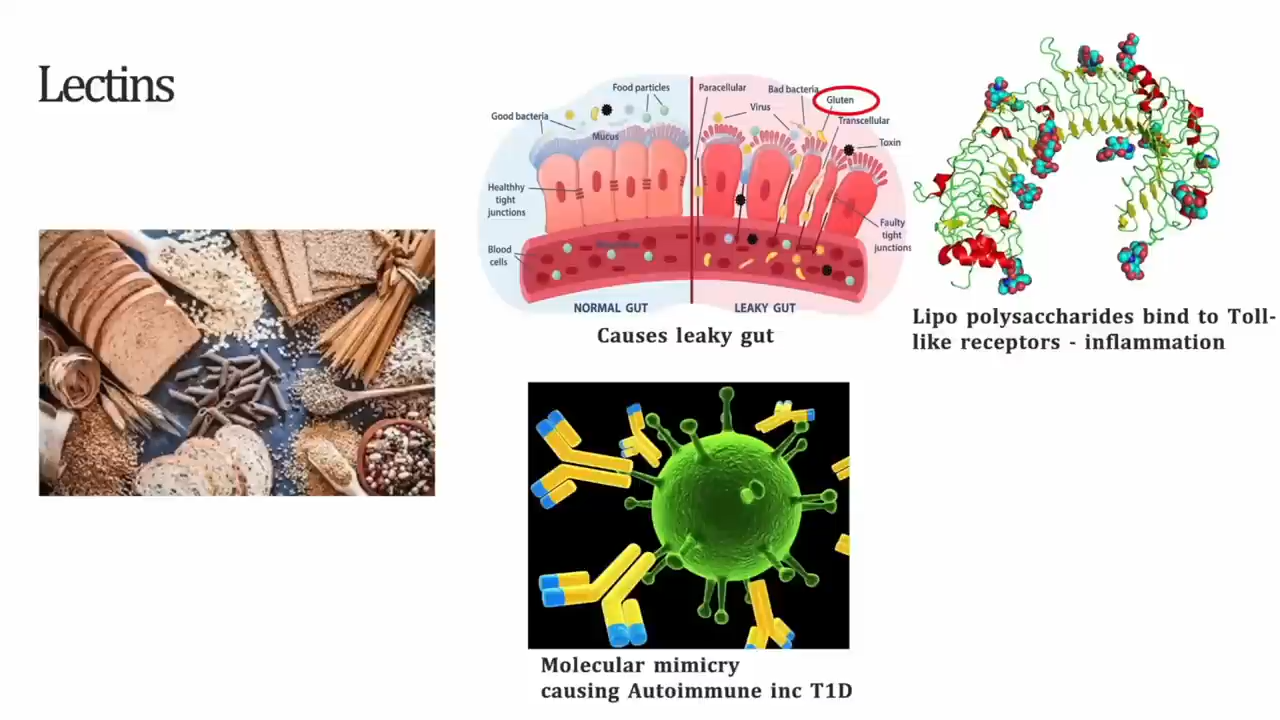 Lectins
Food particles
Good bacteria
Mucus
Healthhy
tight
junctions
Blood
cells
NORMAL GUT
Paracellular
Bad bacteria
Gluten
Virus
Transcellular
Toxin
Faulty
tight
junctions
LEAKY GUT
Causes leaky gut
Lipo polysaccharides bind to Toll-
like receptors - inflammation
Molecular mimicry
causing Autoimmune inc T1D